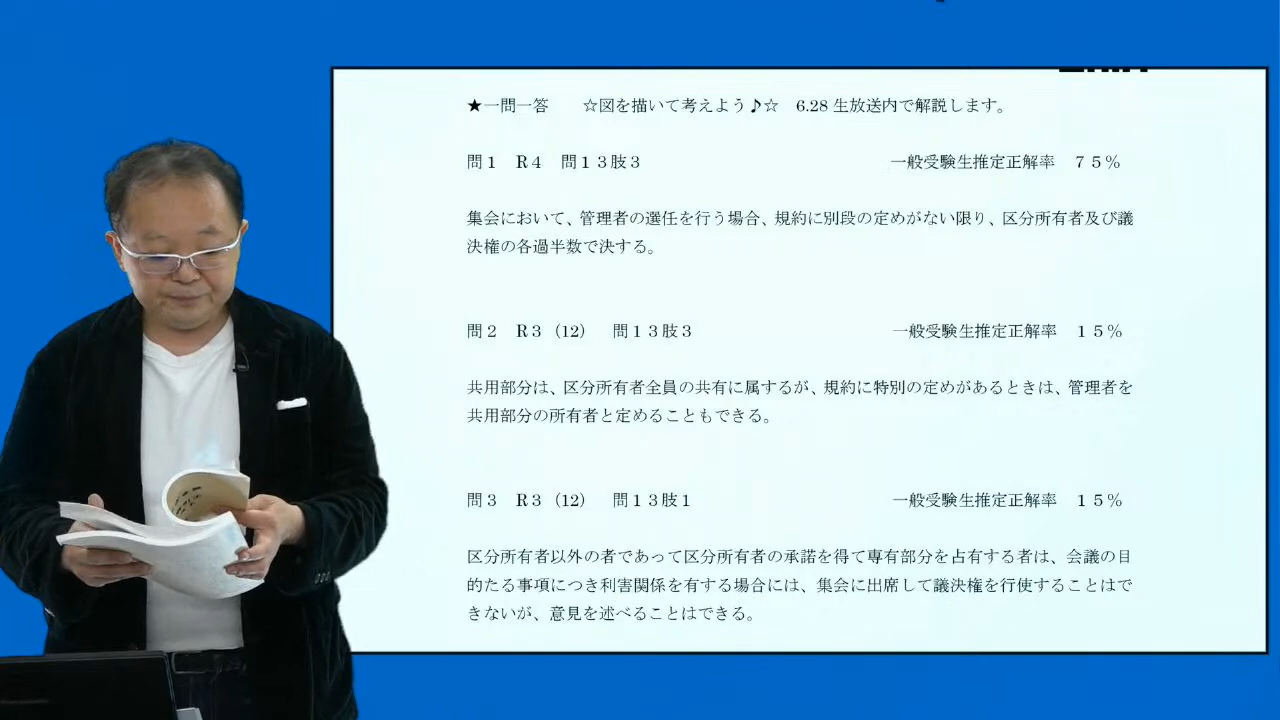 ★一問一答　　☆図を描いて考えよう♪☆　6.28 生放送内で解説します。
問１　R４　問１３肢３　　一般受験生推定正解率　７５％
集会において、管理者の選任を行う場合、規約に別段の定めがない限り、区分所有者及び議
決権の各過半数で決する。
問２　R３（12）　問１３肢３　　一般受験生推定正解率　１５％
共用部分は、区分所有者全員の共有に属するが、規約に特別の定めがあるときは、管理者を
共用部分の所有者と定めることもできる。
問３　R３（12）　問１３肢１　　一般受験生推定正解率　１５％
区分所有者以外の者であって区分所有者の承諾を得て専有部分を占有する者は、会議の目
的たる事項につき利害関係を有する場合には、集会に出席して議決権を行使することはで
きないが、意見を述べることはできる。